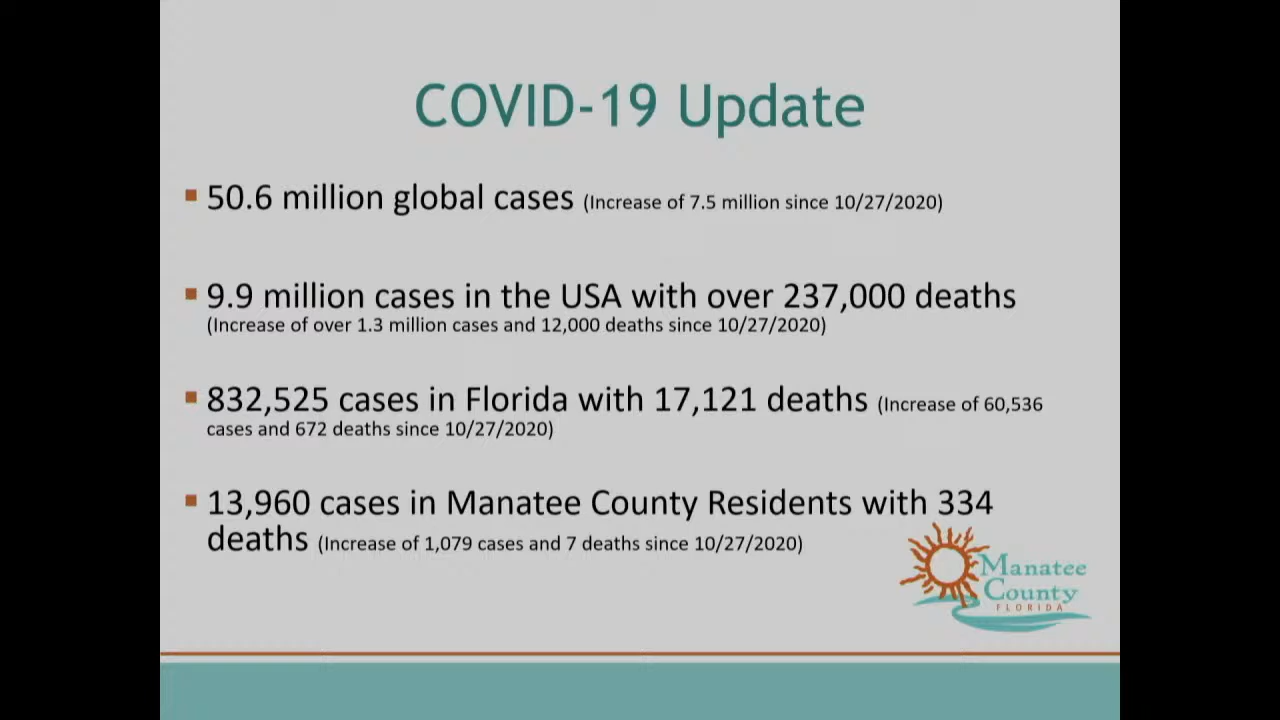 COVID-19 Update
▪ 50.6 million global cases (Increase of 7.5 million since 10/27/2020)
▪ 9.9 million cases in the USA with over 237,000 deaths
(Increase of over 1.3 million cases and 12,000 deaths since 10/27/2020)
▪ 832,525 cases in Florida with 17,121 deaths (Increase of 60,536
cases and 672 deaths since 10/27/2020)
▪ 13,960 cases in Manatee County Residents with 334
deaths (Increase of 1,079 cases and 7 deaths since 10/27/2020)
Manatee
County
FLORIDA